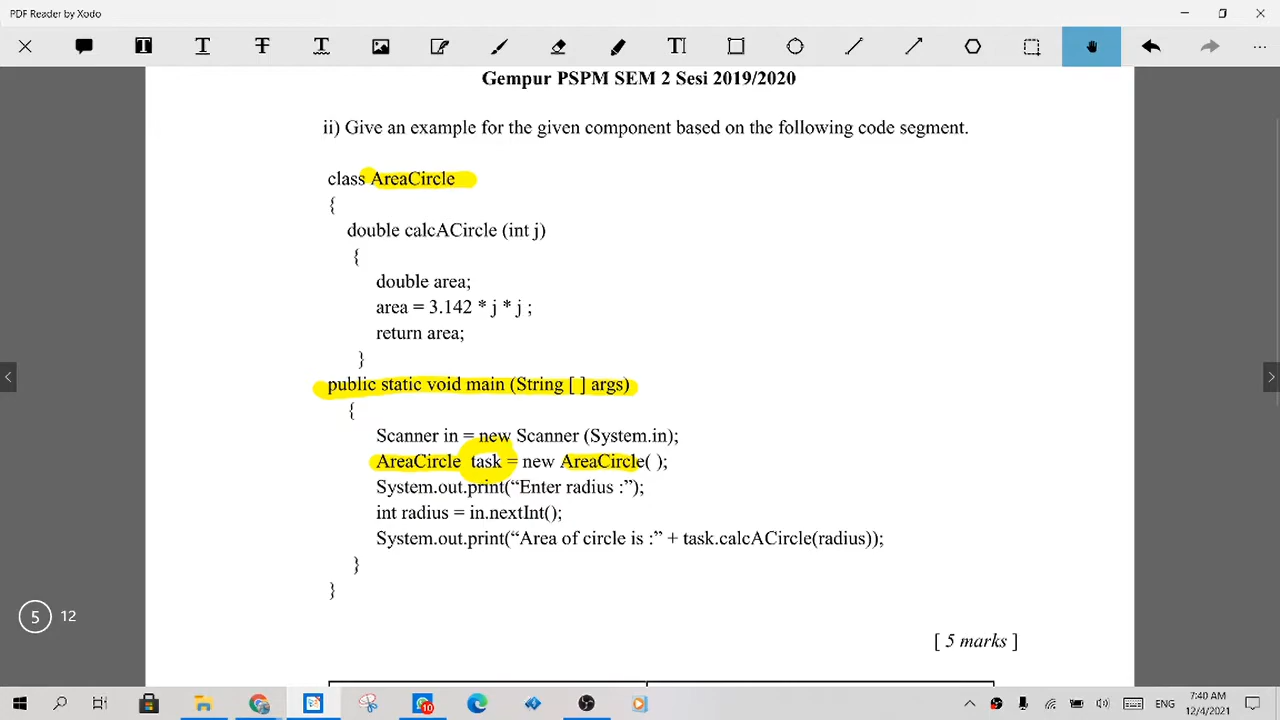 PDF Reader by Xodo
Gempur PSPM SEM 2 Sesi 2019/2020
ii) Give an example for the given component based on the following code segment.
class AreaCircle
{
double calcACircle (int j)
{
double area;
area = 3.142 * j * j ;
return area;
}
public static void main (String [ ] args)
{
Scanner in = new Scanner (System.in);
AreaCircle task = new AreaCircle( );
System.out.print(“Enter radius :”);
int radius = in.nextInt();
System.out.print(“Area of circle is :” + task.calcACircle(radius));
}
}
5 12
[ 5 marks ]
10
ENG
7:40 AM
12/4/2021